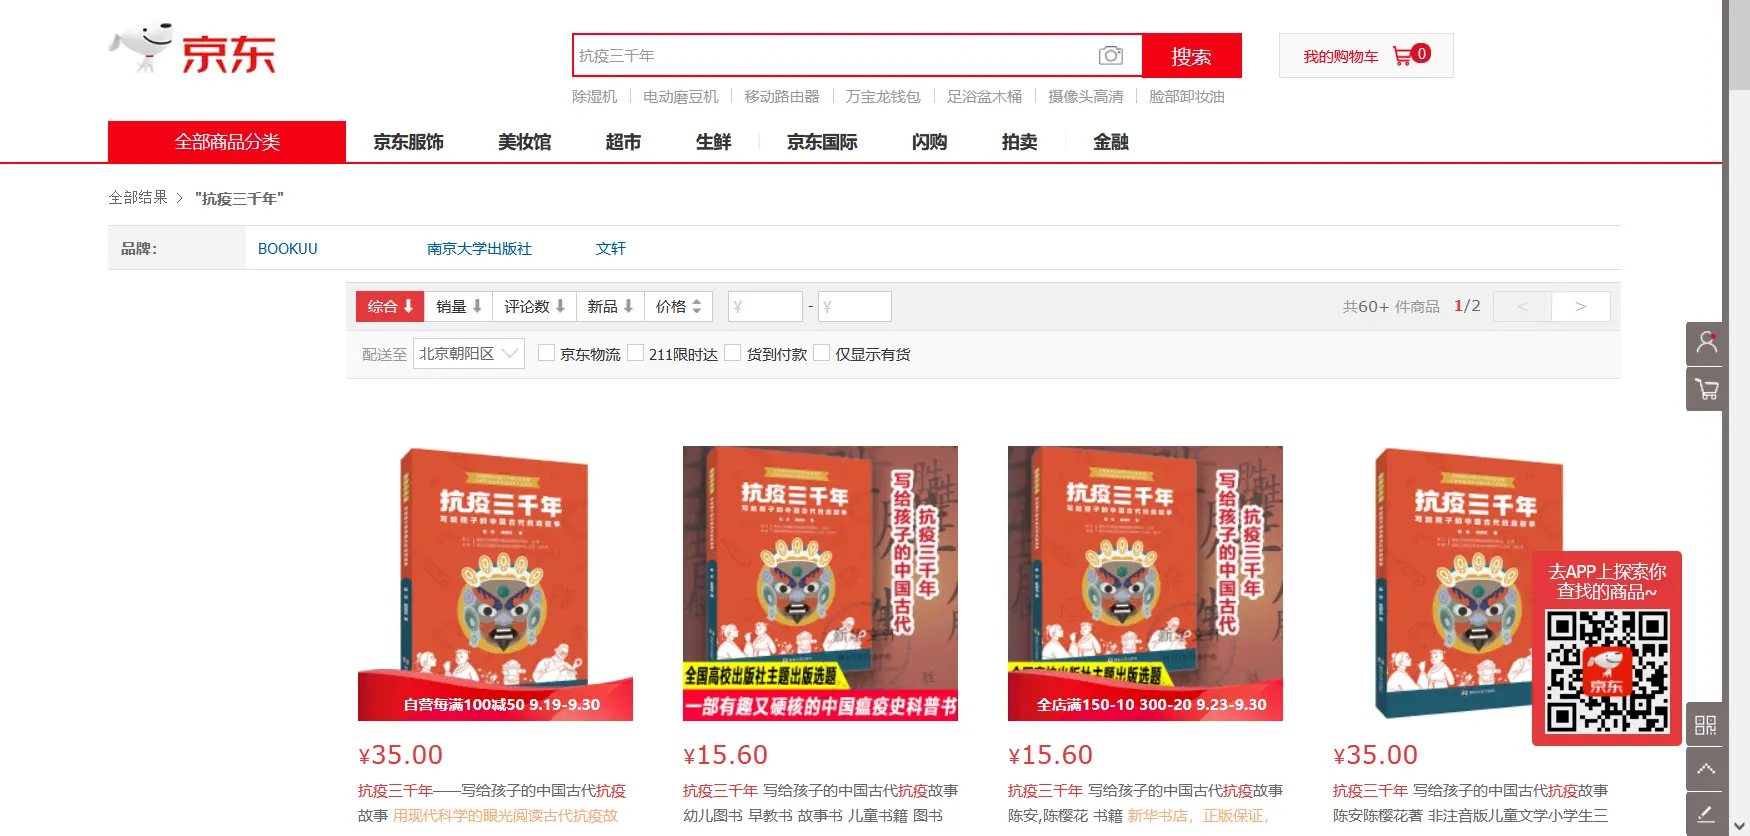 京东
抗疫三千年
搜索
我的购物车
0
除湿机
电动磨豆机
移动路由器
万宝龙钱包
足浴盆木桶
摄像头高清
脸部卸妆油
全部商品分类
京东服饰
美妆馆
超市
生鲜
京东国际
闪购
拍卖
金融
全部结果 > "抗疫三千年"
品牌:
BOOKUU
南京大学出版社
文轩
综合
销量
评论数
新品
价格
¥
-
¥
共60+ 件商品
1/2
<
>
配送至
北京朝阳区
京东物流
211限时达
货到付款
仅显示有货
抗疫三千年
写给孩子的中国古代抗疫故事
自营每满100减50 9.19-9.30
抗疫三千年
写给孩子的中国古代抗疫故事
抗疫三千年
写给孩子的中国古代
全国高校出版社主题出版选题
一部有趣又硬核的中国瘟疫史科普书
抗疫三千年
写给孩子的中国古代抗疫故事
抗疫三千年
写给孩子的中国古代
全国高校出版社主题出版选题
全店满150-10 300-20 9.23-9.30
抗疫三千年
写给孩子的中国古代抗疫故事
去APP上探索你
查找的商品~
京东
¥35.00
¥15.60
¥15.60
¥35.00
抗疫三千年——写给孩子的中国古代抗疫
故事 用现代科学的眼光阅读古代抗疫故
抗疫三千年 写给孩子的中国古代抗疫故事
幼儿图书 早教书 故事书 儿童书籍 图书
抗疫三千年 写给孩子的中国古代抗疫故事
陈安,陈樱花 书籍 新华书店，正版保证，
抗疫三千年 写给孩子的中国古代抗疫故事
陈安陈樱花著 非注音版儿童文学小学生三